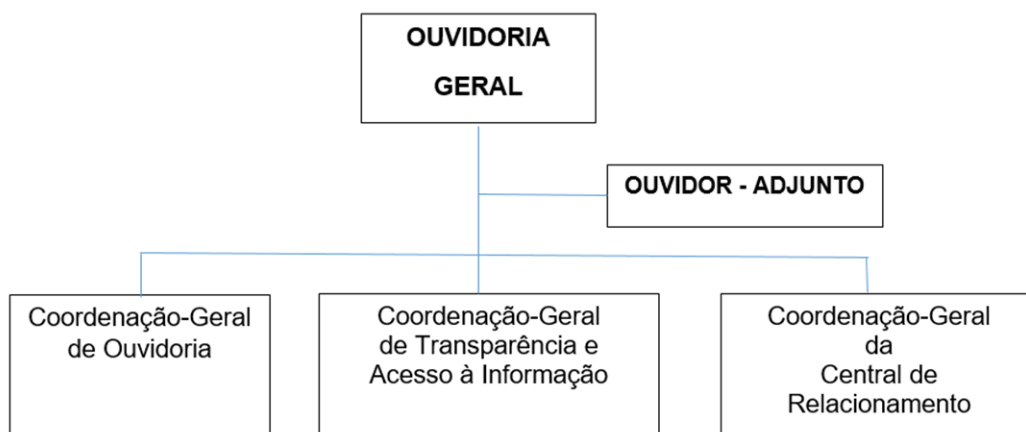 OUVIDORIA
GERAL
OUVIDOR - ADJUNTO
Coordenação-Geral
de Ouvidoria
Coordenação-Geral
de Transparência e
Acesso à Informação
Coordenação-Geral
da
Central de
Relacionamento